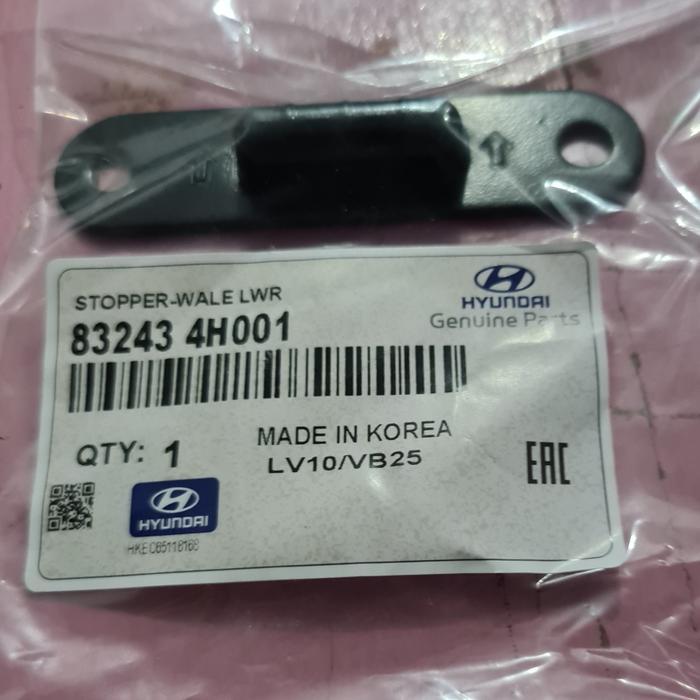 STOPPER-WALE LWR
HYUNDAI
Genuine Parts
83243 4H001
QTY: 1
MADE IN KOREA
LV10/VB25
EAC
HYUNDAI